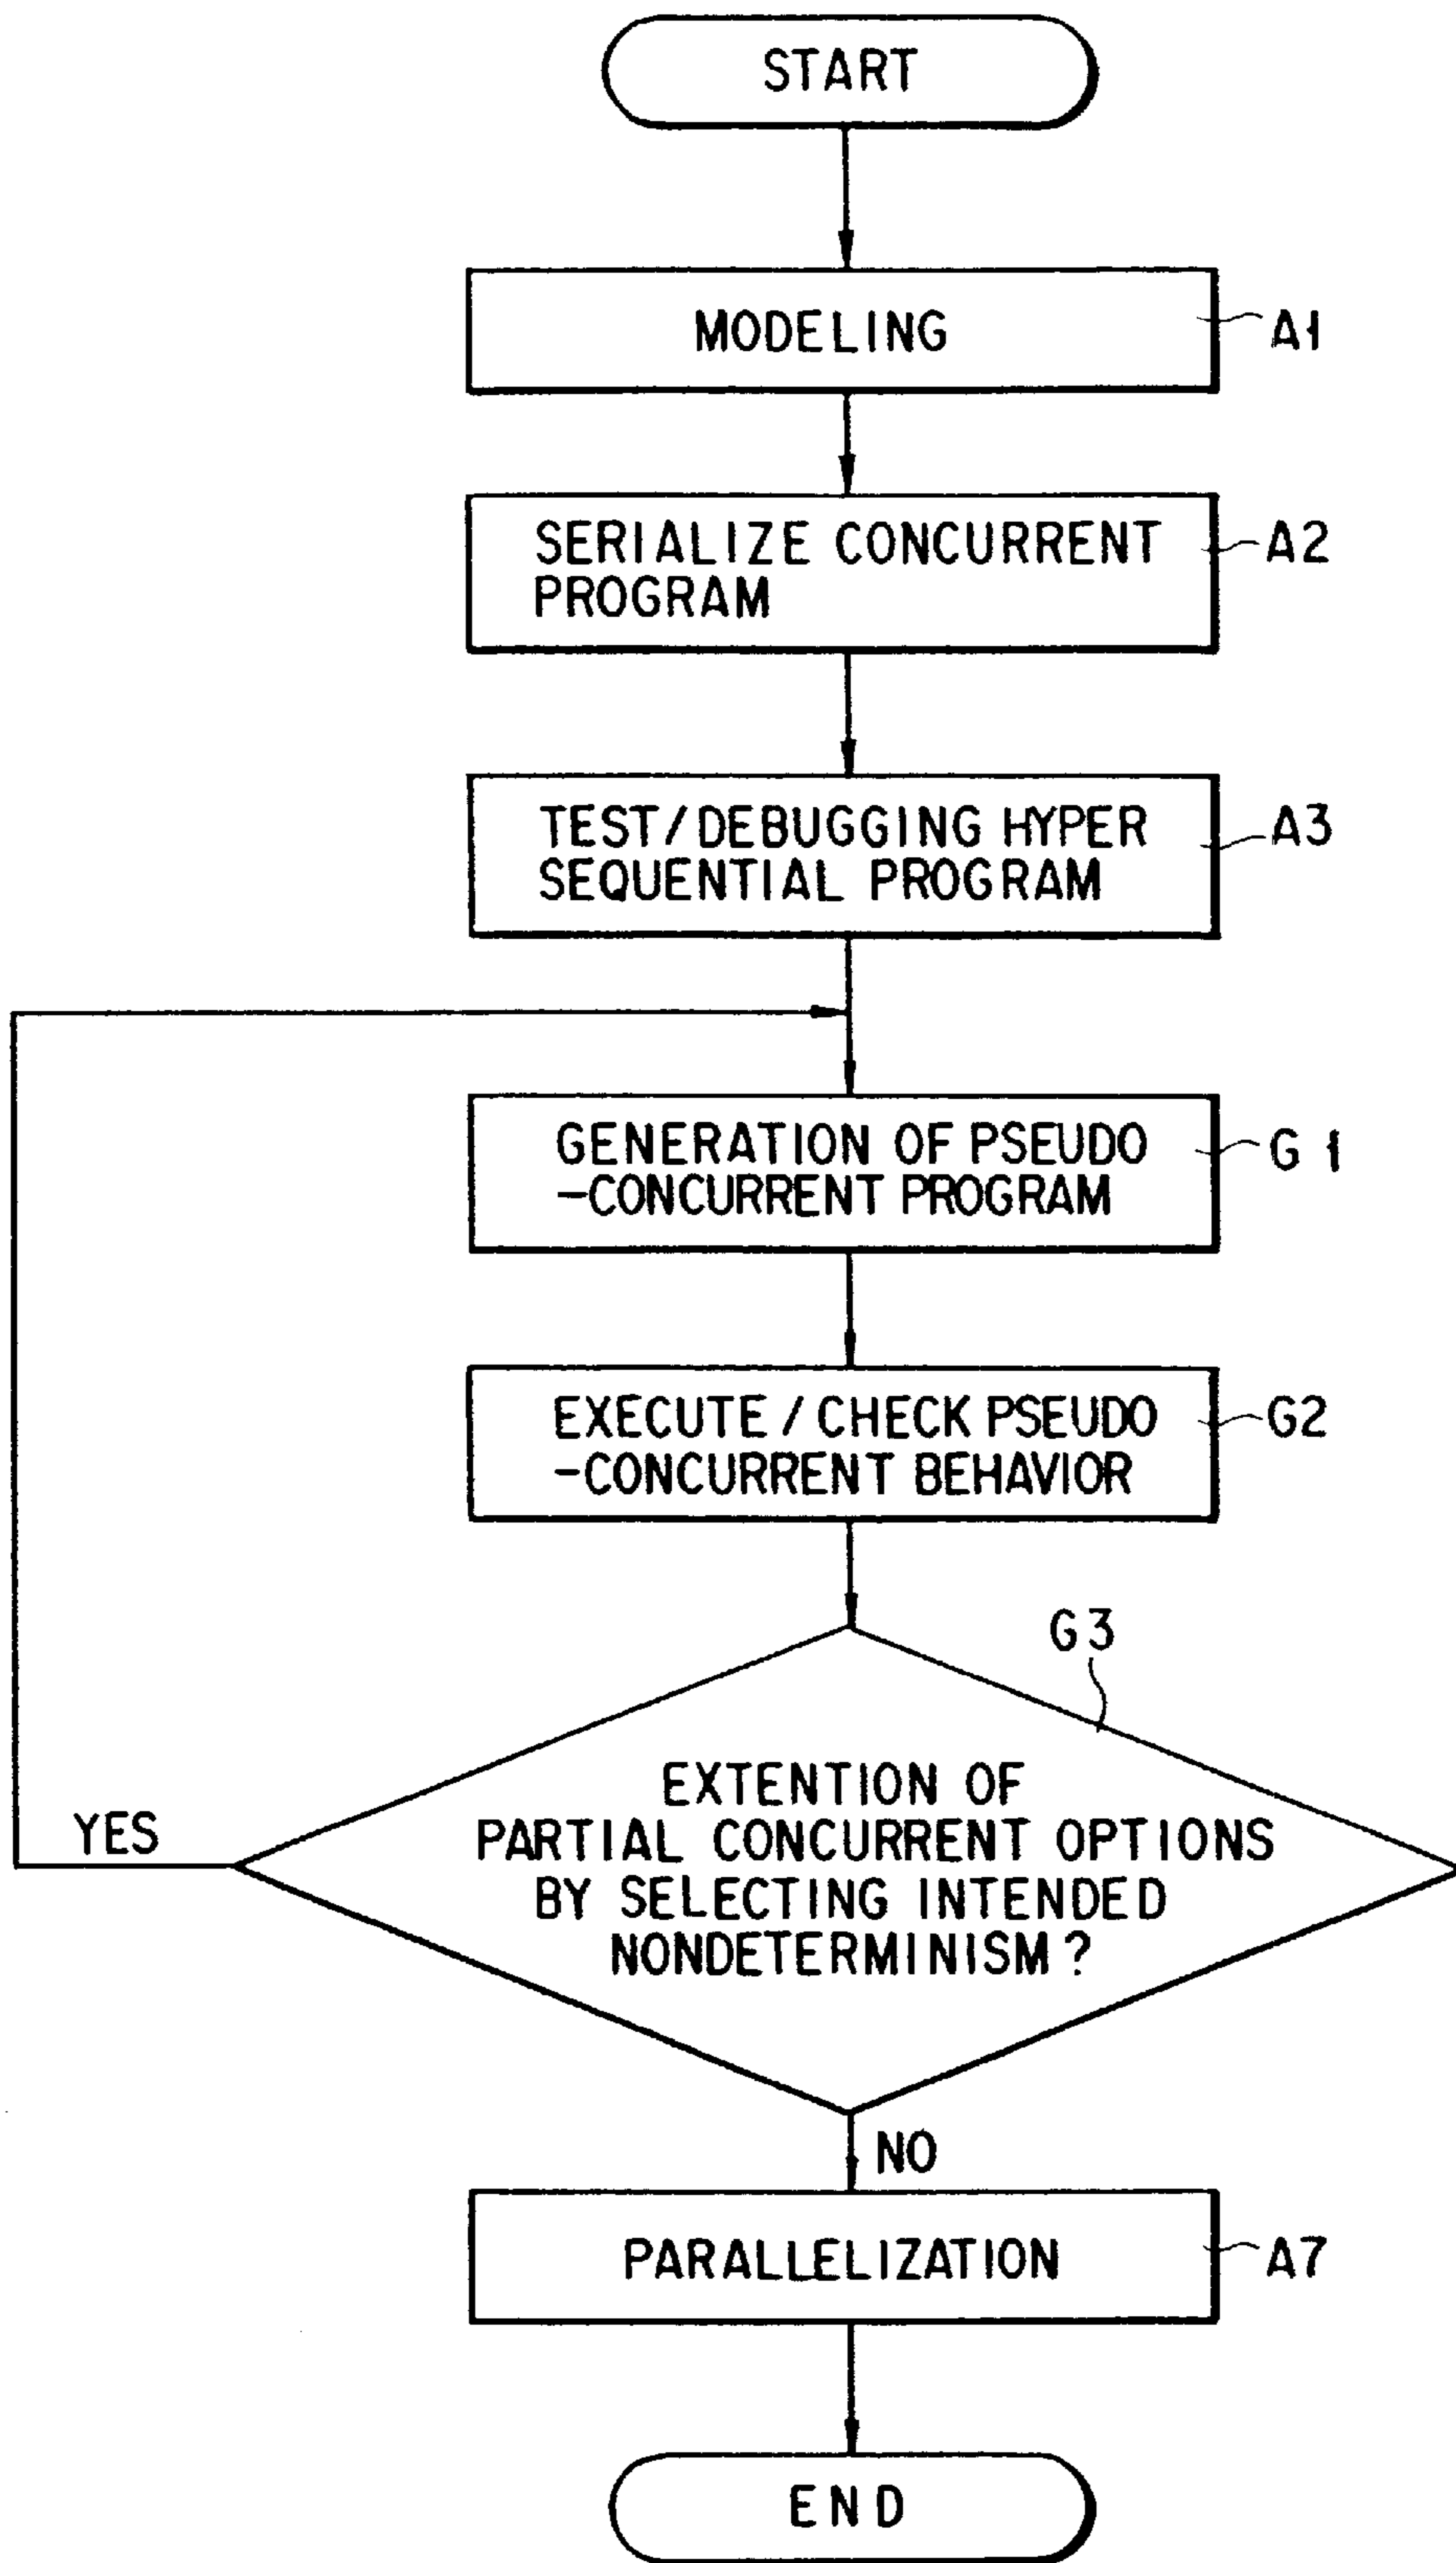 START
MODELING
A1
SERIALIZE CONCURRENT
PROGRAM
A2
TEST/DEBUGGING HYPER
SEQUENTIAL PROGRAM
A3
GENERATION OF PSEUDO
-CONCURRENT PROGRAM
G 1
EXECUTE / CHECK PSEUDO
-CONCURRENT BEHAVIOR
G2
G3
EXTENTION OF
PARTIAL CONCURRENT OPTIONS
BY SELECTING INTENDED
NONDETERMINISM?
YES
NO
PARALLELIZATION
A7
END